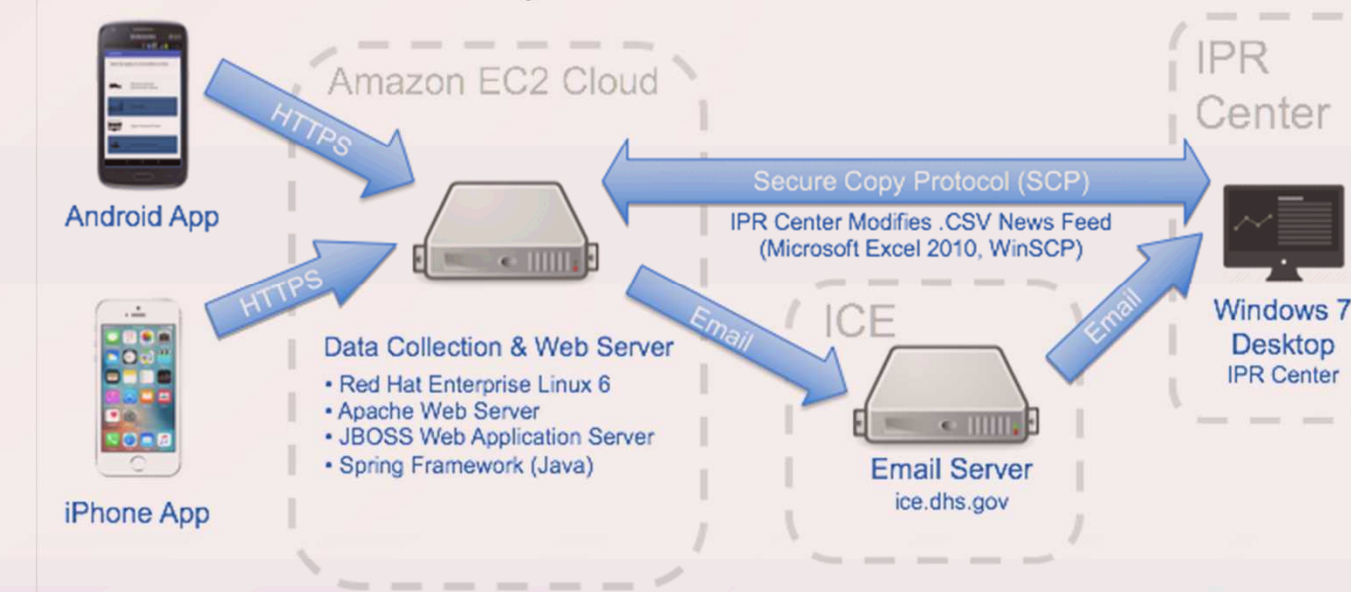 Amazon EC2 Cloud
IPR
Center
HTTPS
Secure Copy Protocol (SCP)
IPR Center Modifies .CSV News Feed
(Microsoft Excel 2010, WinSCP)
Android App
HTTPS
Email
ICE
Email
Windows 7
Desktop
IPR Center
Data Collection & Web Server
• Red Hat Enterprise Linux 6
• Apache Web Server
• JBOSS Web Application Server
• Spring Framework (Java)
Email Server
ice.dhs.gov
iPhone App